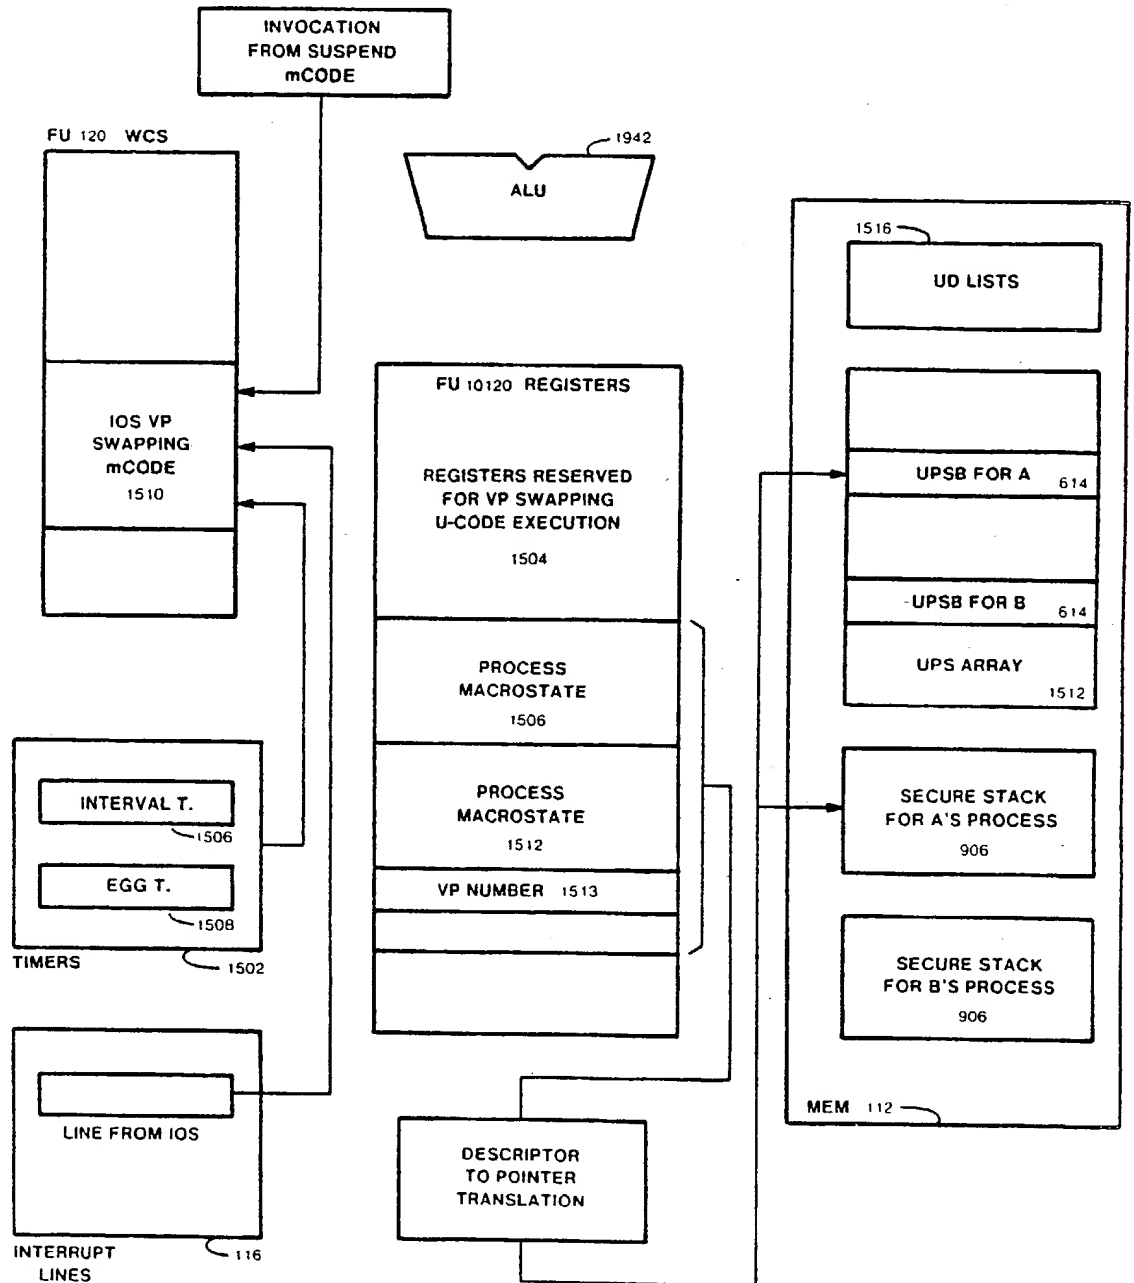 INVOCATION
FROM SUSPEND
mCODE
FU 120 WCS
1942
ALU
IOS VP
SWAPPING
mCODE
1510
FU 10120 REGISTERS
REGISTERS RESERVED
FOR VP SWAPPING
U-CODE EXECUTION
1504
PROCESS
MACROSTATE
1506
PROCESS
MACROSTATE
1512
VP NUMBER 1513
INTERVAL T.
1506
EGG T.
1508
TIMERS
1502
LINE FROM IOS
INTERRUPT
LINES
116
DESCRIPTOR
TO POINTER
TRANSLATION
1516
UD LISTS
UPSB FOR A 614
UPSB FOR B 614
UPS ARRAY
1512
SECURE STACK
FOR A'S PROCESS
906
SECURE STACK
FOR B'S PROCESS
906
MEM 112